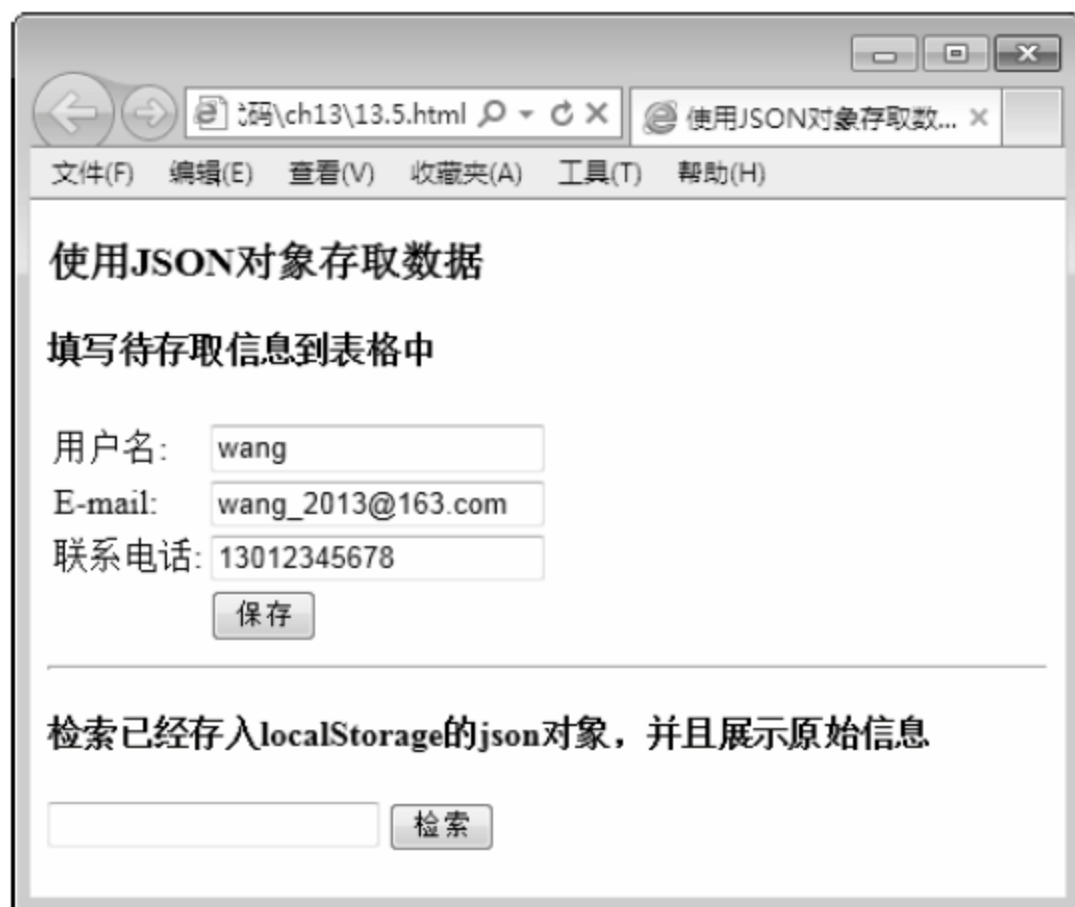 码\ch13\13.5.html
使用JSON对象存取数...
文件(F) 编辑(E) 查看(V) 收藏夹(A) 工具(T) 帮助(H)
使用JSON对象存取数据
填写待存取信息到表格中
用户名: wang
E-mail: wang_2013@163.com
联系电话: 13012345678
保存
检索已经存入localStorage的json对象，并且展示原始信息
检索